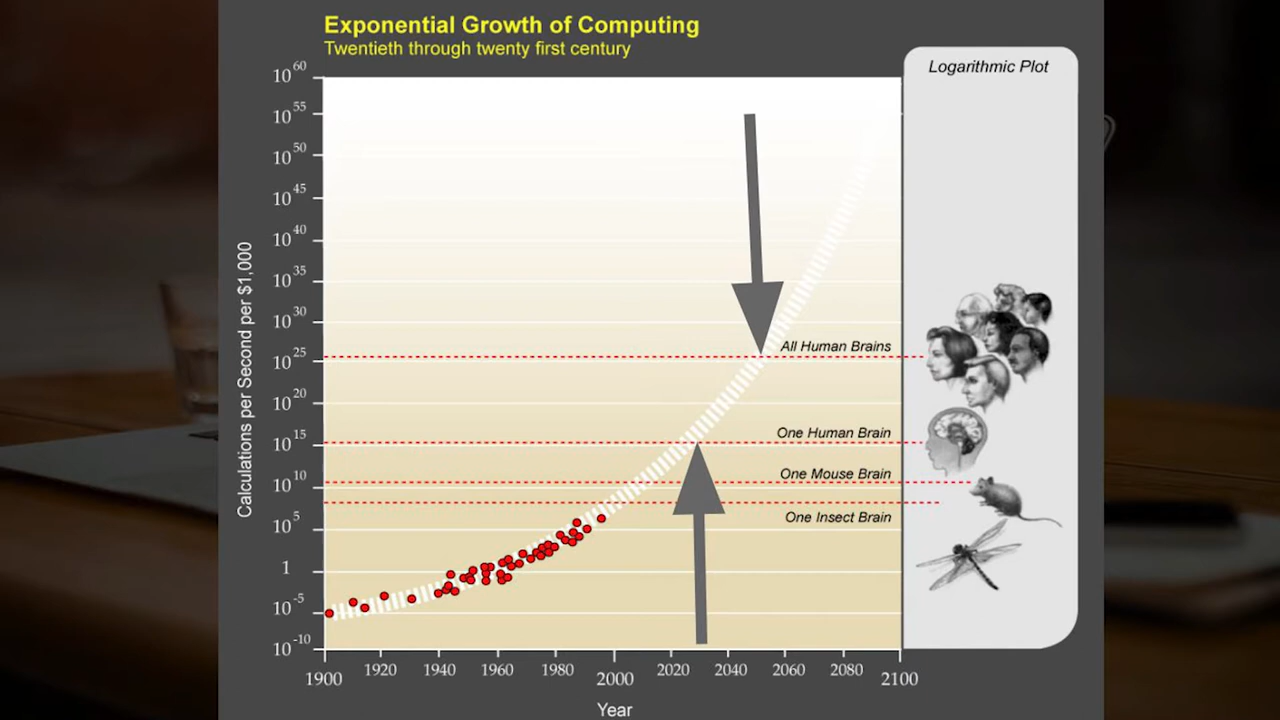 Exponential Growth of Computing
Twentieth through twenty first century
Logarithmic Plot
Calculations per Second per $1,000
10^60
10^55
10^50
10^45
10^40
10^35
10^30
10^25
10^20
10^15
10^10
10^5
1
10^-5
10^-10
All Human Brains
One Human Brain
One Mouse Brain
One Insect Brain
1900 1920 1940 1960 1980 2000 2020 2040 2060 2080 2100
Year